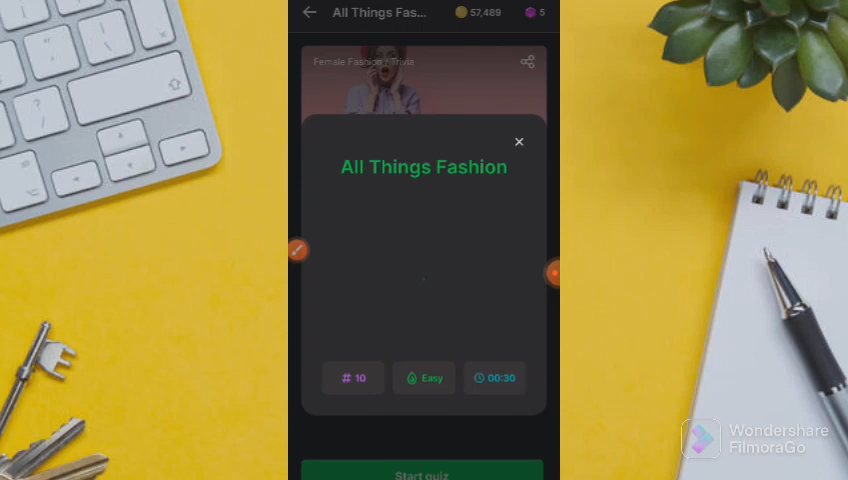 All Things Fas...
57,489
5
Female Fashion | Trivia
All Things Fashion
# 10
Easy
00:30
Start quiz
Wondershare
FilmoraGo